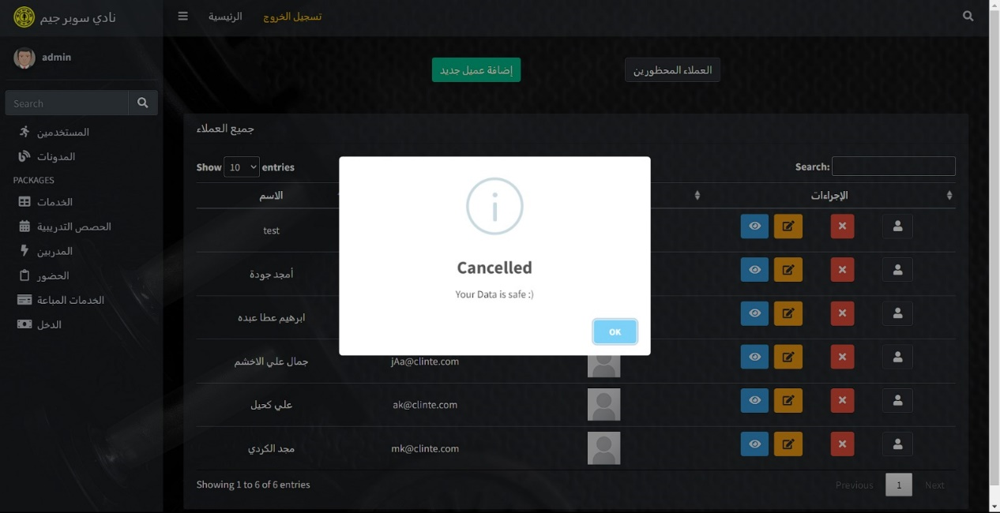 نادي سوبر جيم
الرئيسية
تسجيل الخروج
admin
Search
المستخدمين
المدونات
PACKAGES
الخدمات
الحصص التدريبية
المدربين
الحضور
الخدمات المباعة
الدخل
إضافة عميل جديد
العملاء المحظورين
جميع العملاء
Show 10 entries
Search:
الاسم
الإجراءات
test
أمجد جودة
ابرهيم عطا عبده
جمال علي الاخشم
jAa@clinte.com
علي كحيل
ak@clinte.com
مجد الكردي
mk@clinte.com
Showing 1 to 6 of 6 entries
Previous 1 Next
Cancelled
Your Data is safe :)
OK